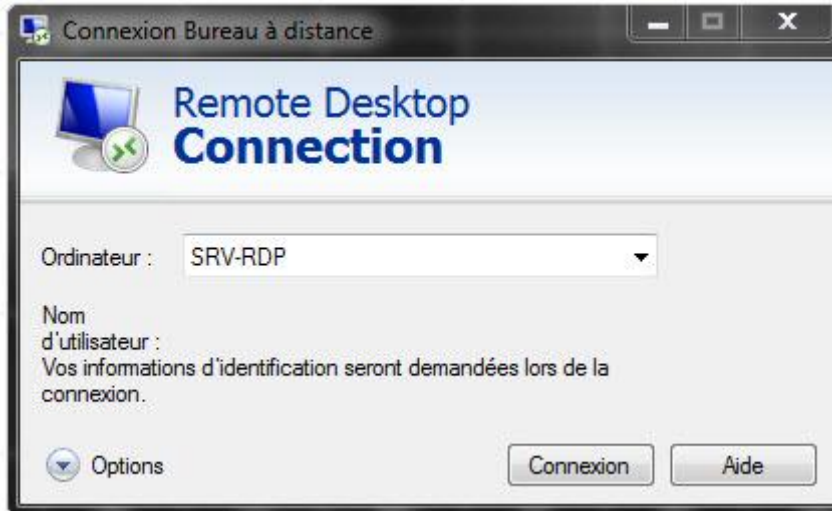 Connexion Bureau à distance
Remote Desktop
Connection
Ordinateur :
SRV-RDP
Nom
d'utilisateur :
Vos informations d'identification seront demandées lors de la
connexion.
Options
Connexion
Aide